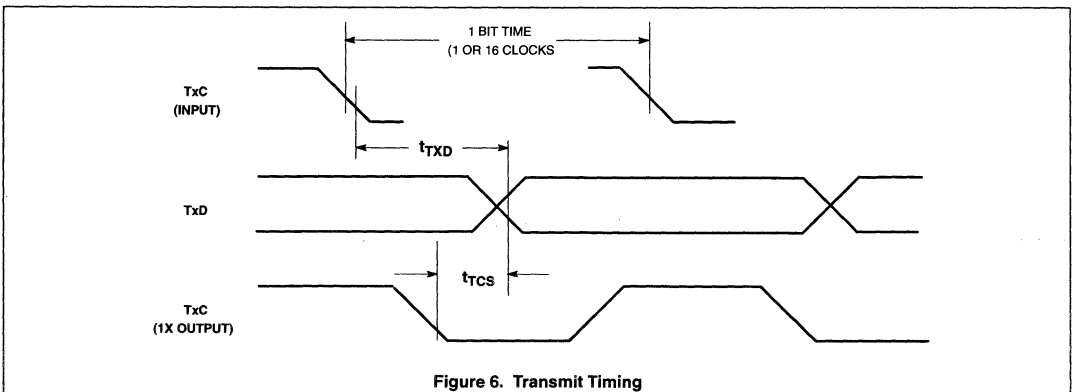 1 BIT TIME
(1 OR 16 CLOCKS
TxC
(INPUT)
tTXD
TxD
tTCS
TxC
(1X OUTPUT)
Figure 6. Transmit Timing